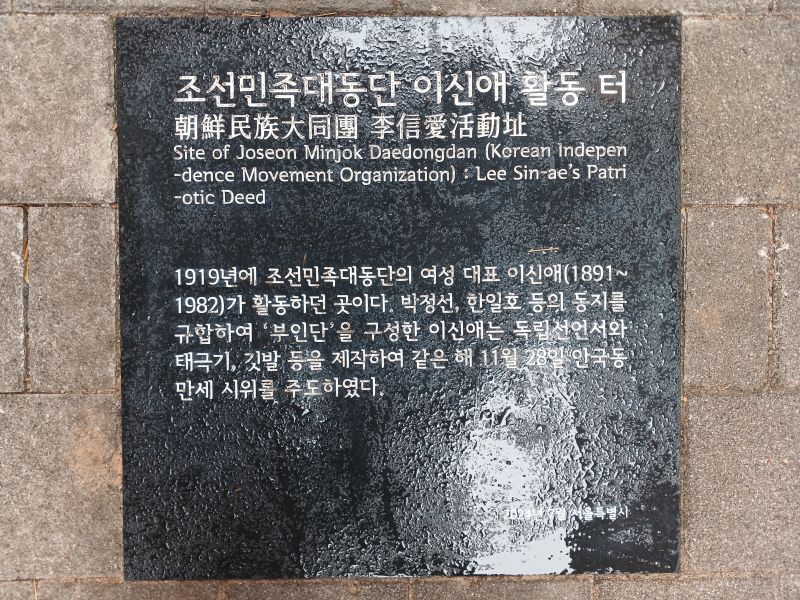 조선민족대동단 이신애 활동 터
朝鮮民族大同團 李信愛活動址
Site of Joseon Minjok Daedongdan (Korean Indepen
-dence Movement Organization) : Lee Sin-ae's Patri
-otic Deed
1919년에 조선민족대동단의 여성 대표 이신애(1891~
1982)가 활동하던 곳이다. 박정선, 한일호 등의 동지를
규합하여 '부인단'을 구성한 이신애는 독립선언서와
태극기, 깃발 등을 제작하여 같은 해 11월 28일 안국동
만세 시위를 주도하였다.
서울특별시